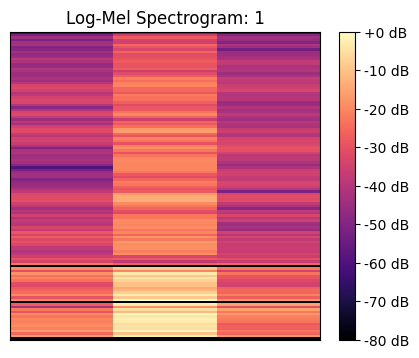 Log-Mel Spectrogram: 1
+0 dB
-10 dB
-20 dB
-30 dB
-40 dB
-50 dB
-60 dB
-70 dB
-80 dB